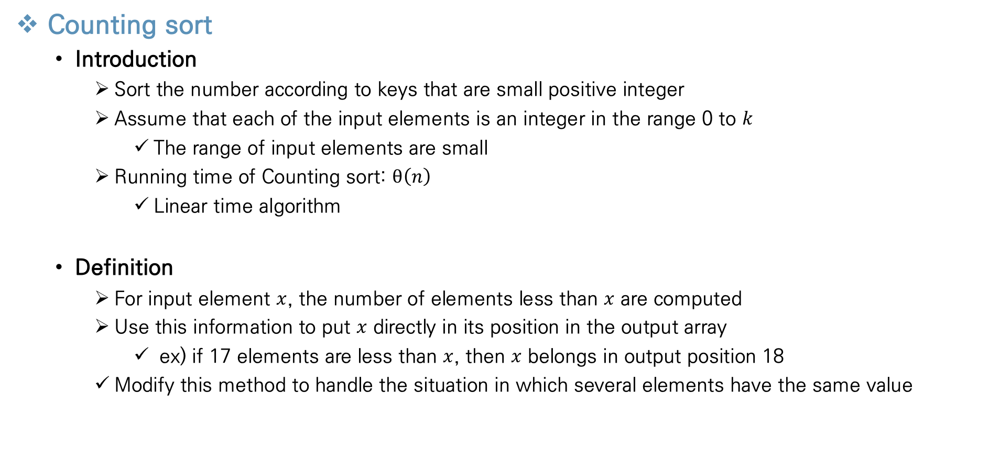 ❖ Counting sort
• Introduction
➢ Sort the number according to keys that are small positive integer
➢ Assume that each of the input elements is an integer in the range 0 to k
✓ The range of input elements are small
➢ Running time of Counting sort: θ(n)
✓ Linear time algorithm
• Definition
➢ For input element x, the number of elements less than x are computed
➢ Use this information to put x directly in its position in the output array
✓ ex) if 17 elements are less than x, then x belongs in output position 18
✓ Modify this method to handle the situation in which several elements have the same value